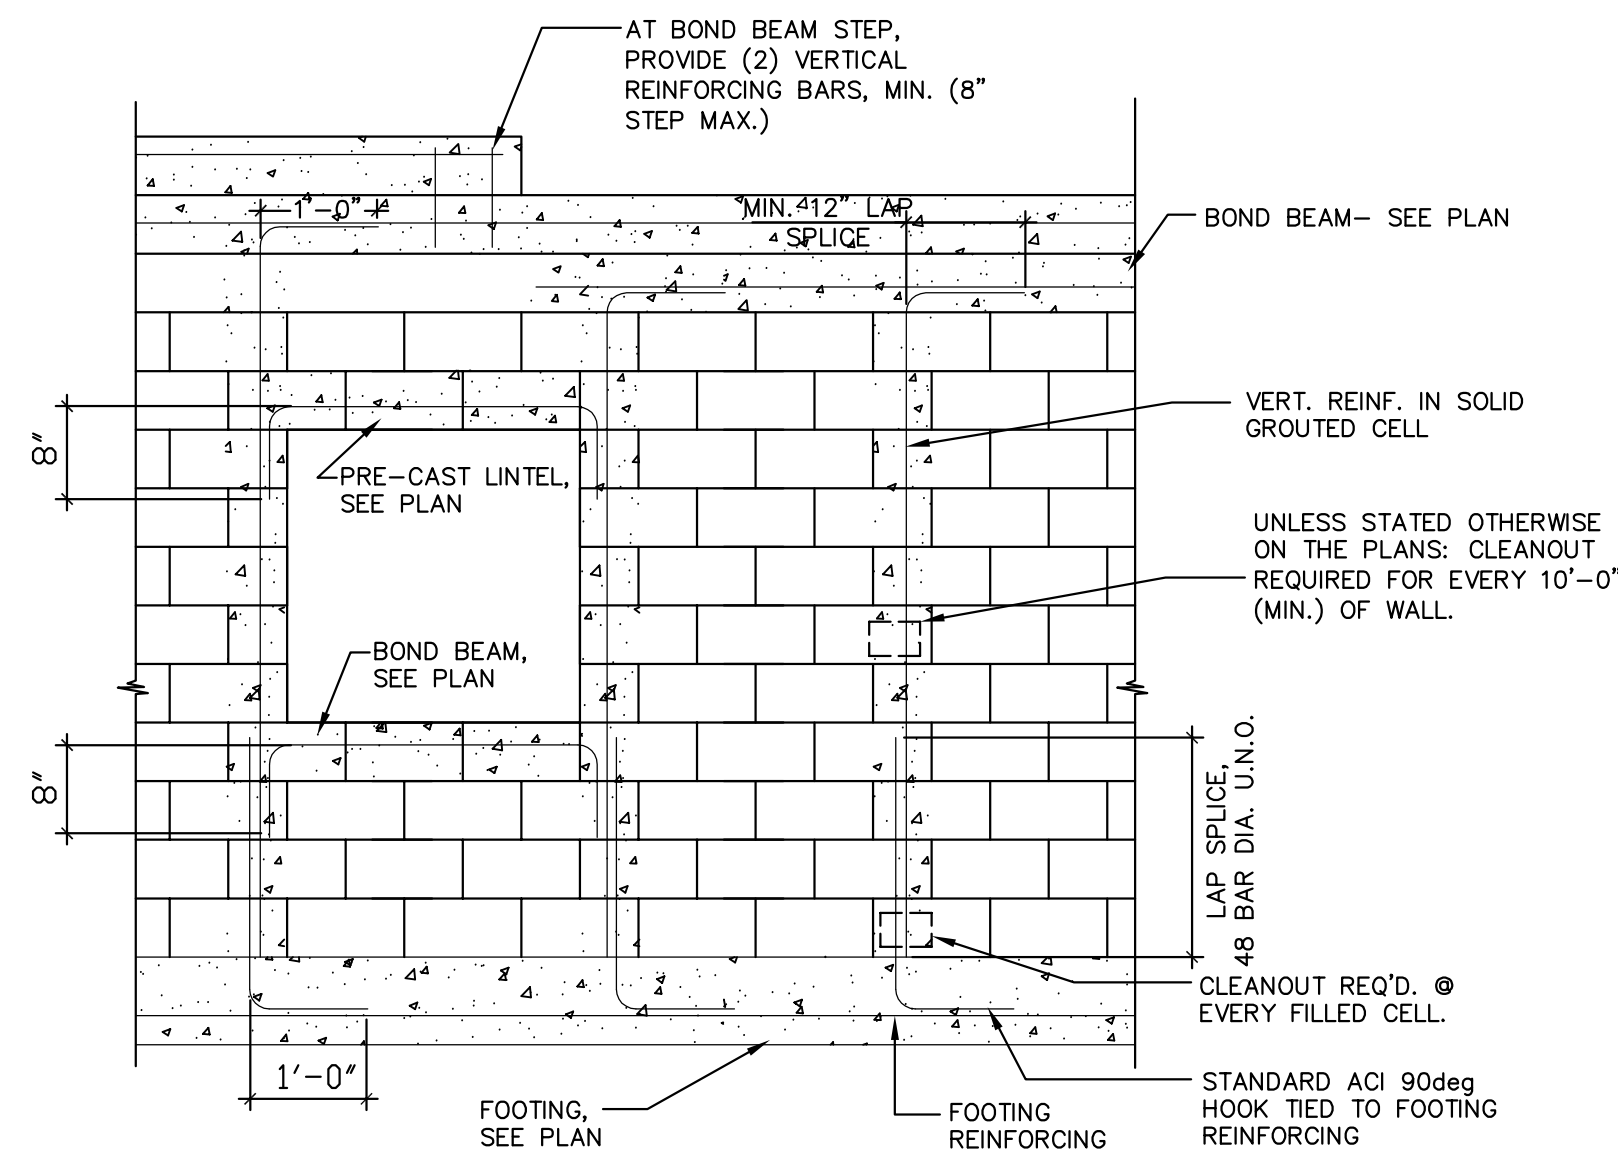 AT BOND BEAM STEP,
PROVIDE (2) VERTICAL
REINFORCING BARS, MIN. (8"
STEP MAX.)
1'-0"
MIN. 12" LAP
SPLICE
BOND BEAM- SEE PLAN
VERT. REINF. IN SOLID
GROUTED CELL
8"
PRE-CAST LINTEL,
SEE PLAN
UNLESS STATED OTHERWISE
ON THE PLANS: CLEANOUT
REQUIRED FOR EVERY 10'-0"
(MIN.) OF WALL.
BOND BEAM,
SEE PLAN
8"
LAP SPLICE,
48 BAR DIA. U.N.O.
CLEANOUT REQ'D. @
EVERY FILLED CELL.
1'-0"
FOOTING,
SEE PLAN
FOOTING
REINFORCING
STANDARD ACI 90deg
HOOK TIED TO FOOTING
REINFORCING